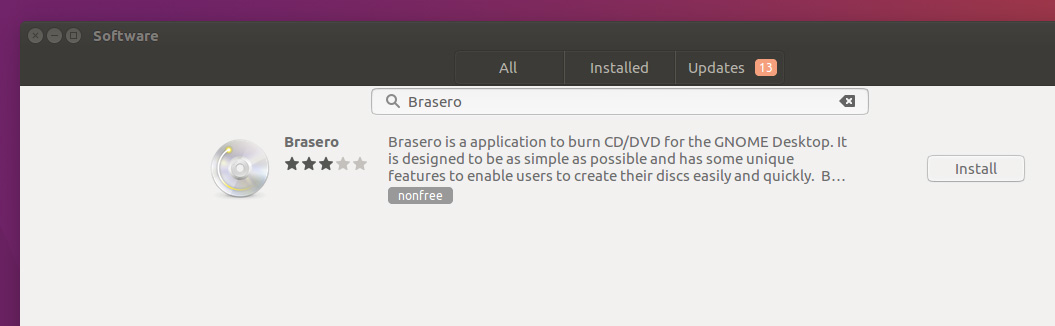 Software
All Installed Updates 13
Brasero
Brasero Brasero is a application to burn CD/DVD for the GNOME Desktop. It
is designed to be as simple as possible and has some unique
features to enable users to create their discs easily and quickly. B...
nonfree
Install